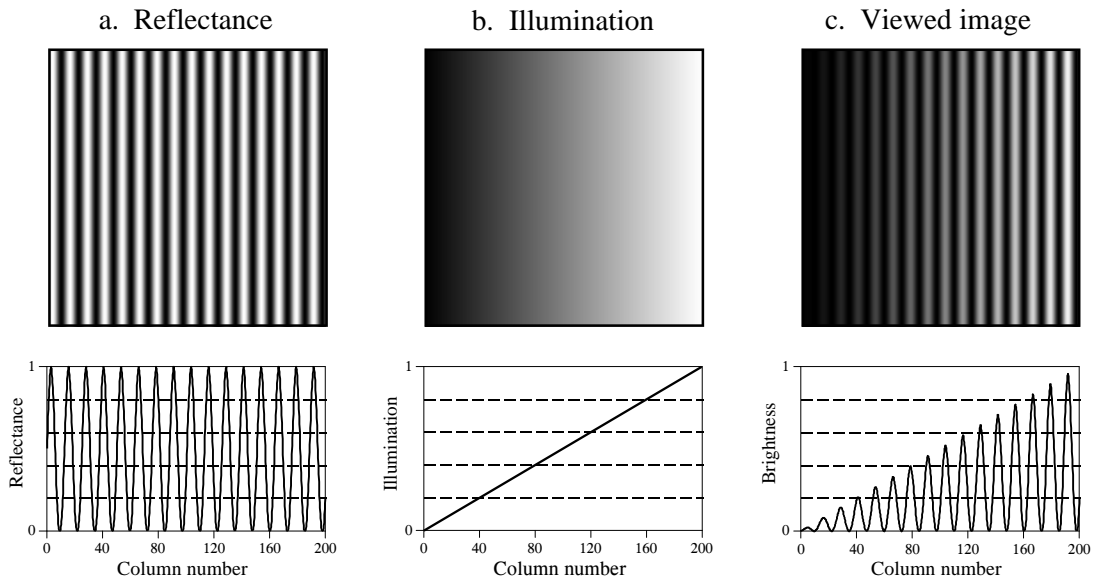 a. Reflectance
b. Illumination
c. Viewed image
1
Reflectance
0
0 40 80 120 160 200
Column number
1
Illumination
0
0 40 80 120 160 200
Column number
1
Brightness
0
0 40 80 120 160 200
Column number